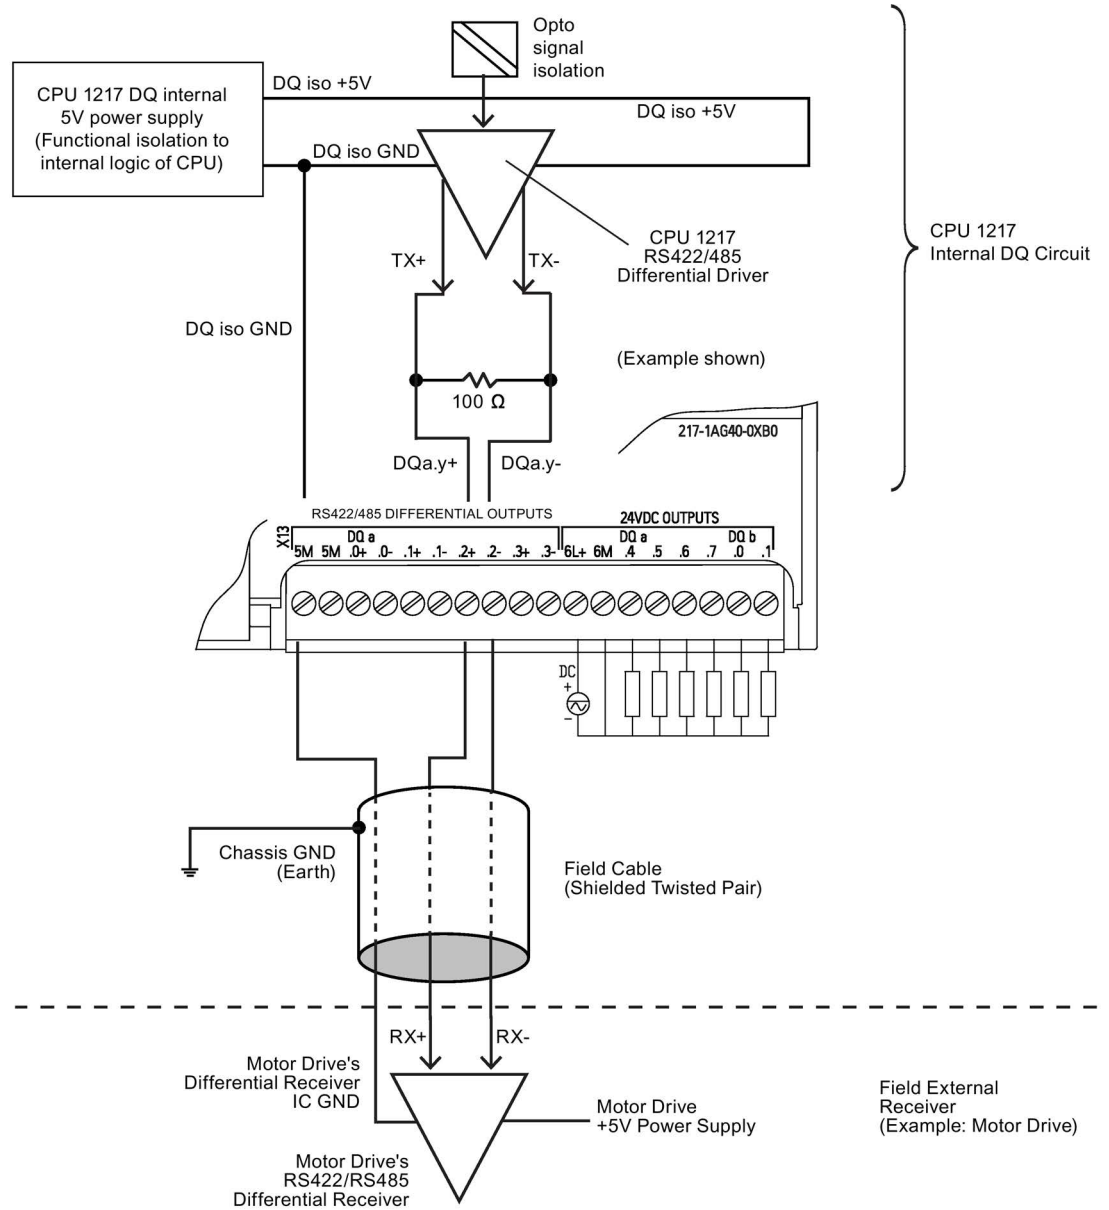 Opto
signal
isolation
CPU 1217 DQ internal
5V power supply
(Functional isolation to
internal logic of CPU)
DQ iso +5V
DQ iso +5V
DQ iso GND
CPU 1217
RS422/485
Differential Driver
CPU 1217
Internal DQ Circuit
TX+
TX-
DQ iso GND
(Example shown)
100 Ω
217-1AG40-0XB0
DQa.y+
DQa.y-
RS422/485 DIFFERENTIAL OUTPUTS
24VDC OUTPUTS
X13
DQ a
DQ a
DQ b
5M 5M .0+ .0- .1+ .1- .2+ .2- .3+ .3- 6L+ 6M .4 .5 .6 .7 .0 .1
DC
+
–
Chassis GND
(Earth)
Field Cable
(Shielded Twisted Pair)
RX+
RX-
Motor Drive's
Differential Receiver
IC GND
Motor Drive
+5V Power Supply
Field External
Receiver
(Example: Motor Drive)
Motor Drive's
RS422/RS485
Differential Receiver